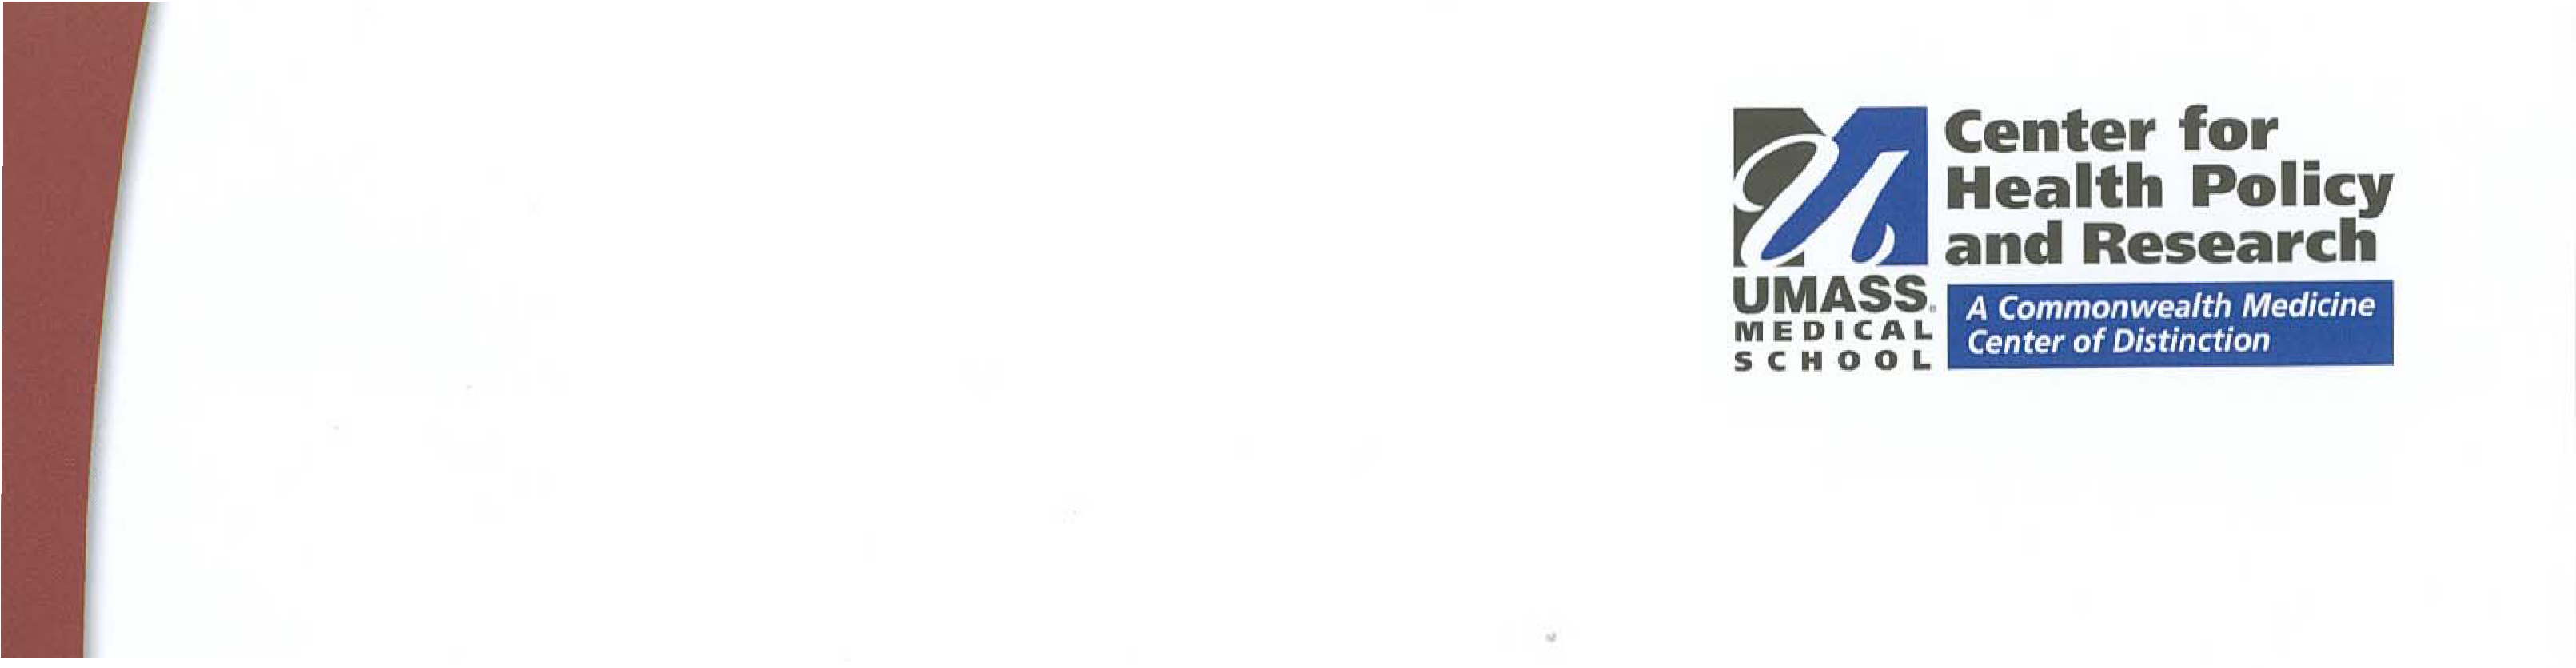 Center for
Health Policy
and Research
UMASS®
MEDICAL
SCHOOL
A Commonwealth Medicine
Center of Distinction